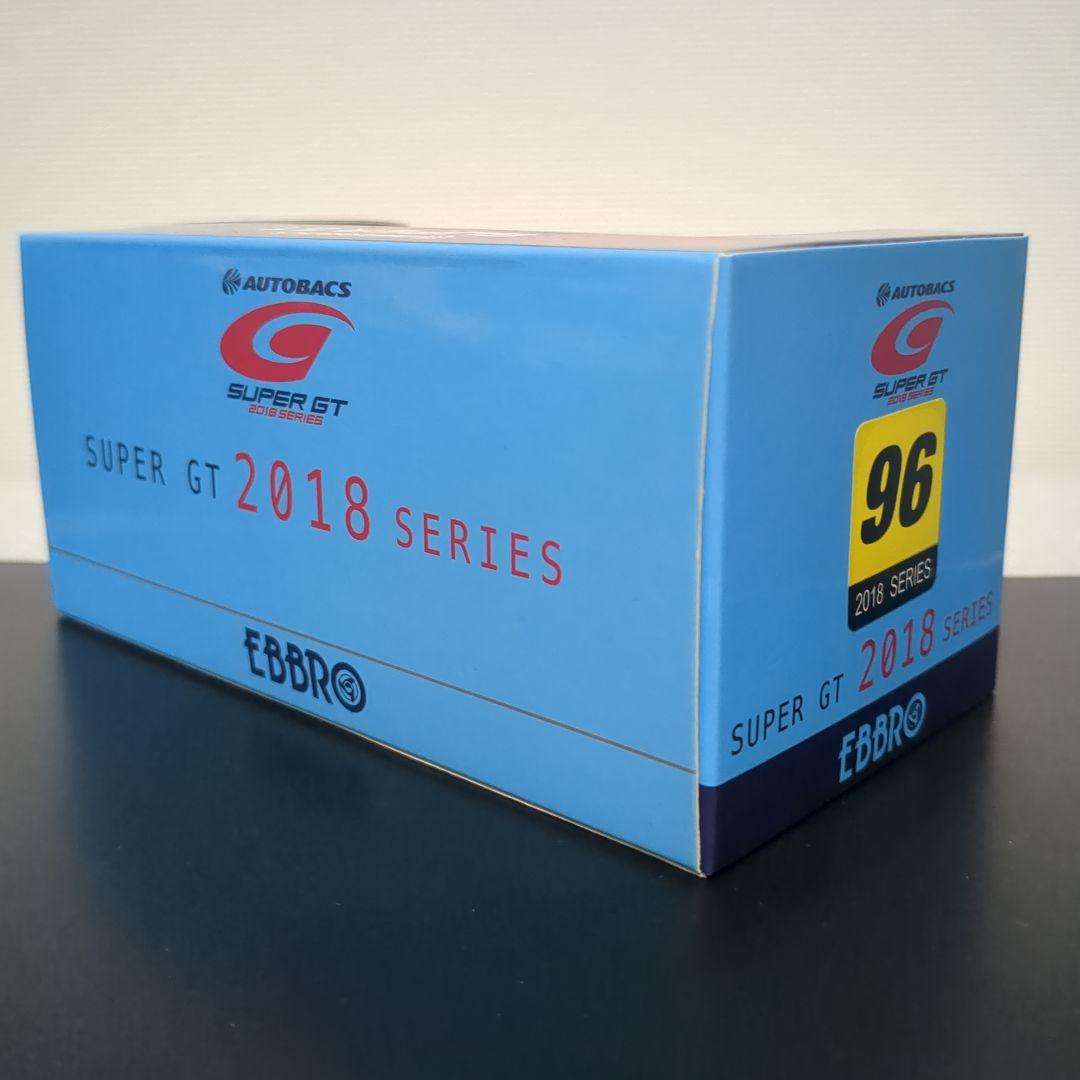 AUTOBACS
SUPER GT
2018 SERIES
SUPER GT 2018 SERIES
EBBRO
AUTOBACS
SUPER GT
2018 SERIES
96
2018 SERIES
SUPER GT 2018 SERIES
EBBRO